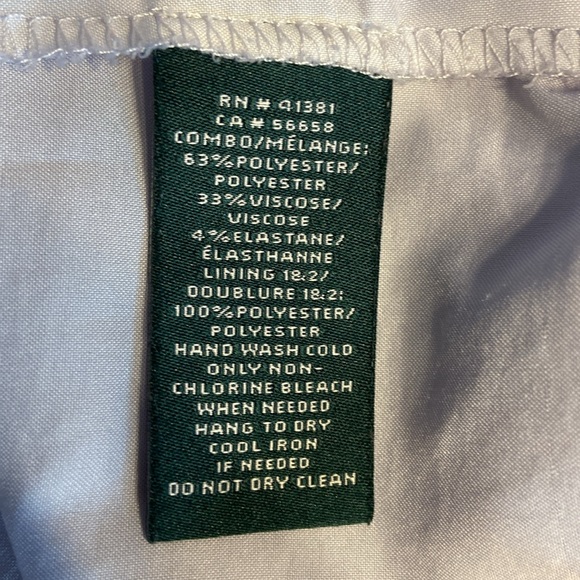 RN # 41381
CA # 56658
COMBO/MÉLANGE:
63%POLYESTER/
POLYESTER
33%VISCOSE/
VISCOSE
4%ELASTANE/
ÉLASTHANNE
LINING 1&2/
DOUBLURE 1&2:
100%POLYESTER/
POLYESTER
HAND WASH COLD
ONLY NON-
CHLORINE BLEACH
WHEN NEEDED
HANG TO DRY
COOL IRON
IF NEEDED
DO NOT DRY CLEAN